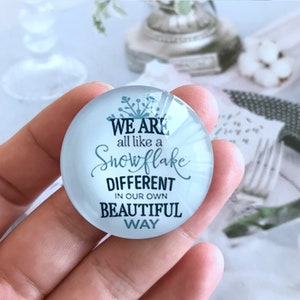 WE ARE
all like a
Snowflake
DIFFERENT
IN OUR OWN
BEAUTIFUL
WAY